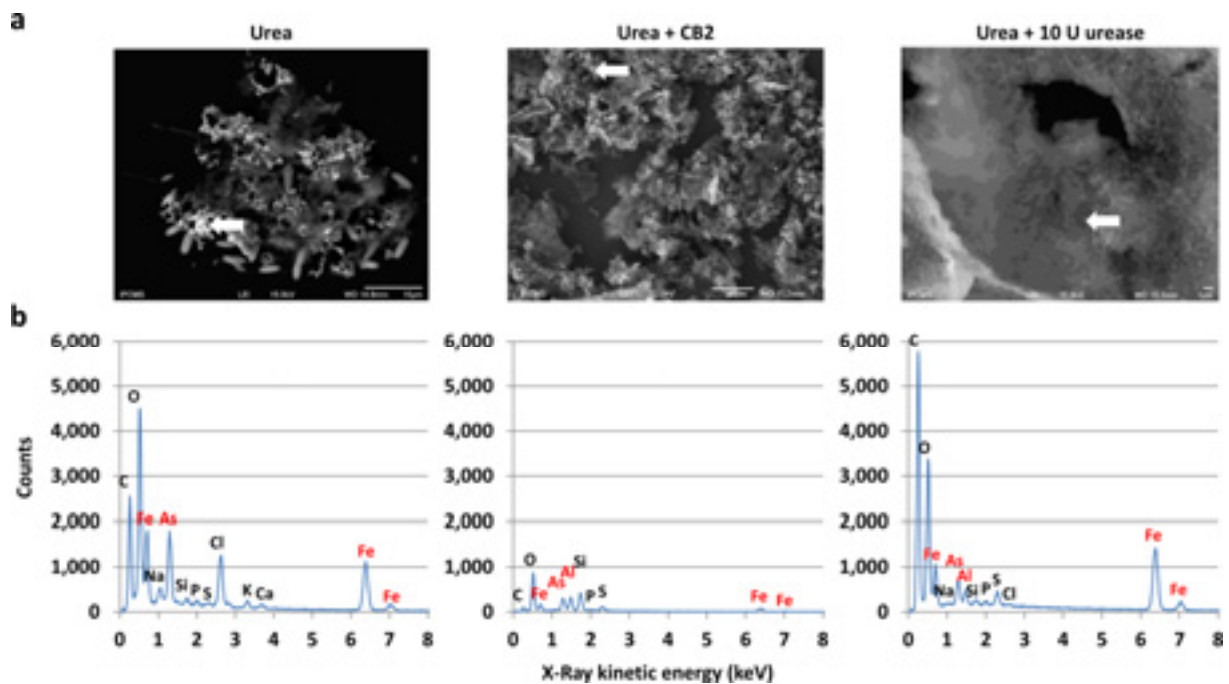 a
Urea
Urea + CB2
Urea + 10 U urease
b
6,000
5,000
4,000
3,000
2,000
1,000
0
Counts
C
O
Fe
As
Na
Si
P
S
Cl
K
Ca
Fe
Fe
0 1 2 3 4 5 6 7 8
6,000
5,000
4,000
3,000
2,000
1,000
0
C
O
Fe
As
Al
Si
P
S
Fe
Fe
0 1 2 3 4 5 6 7 8
6,000
5,000
4,000
3,000
2,000
1,000
0
C
O
Fe
As
Al
Na
Si
P
S
Cl
Fe
Fe
0 1 2 3 4 5 6 7 8
X-Ray kinetic energy (keV)